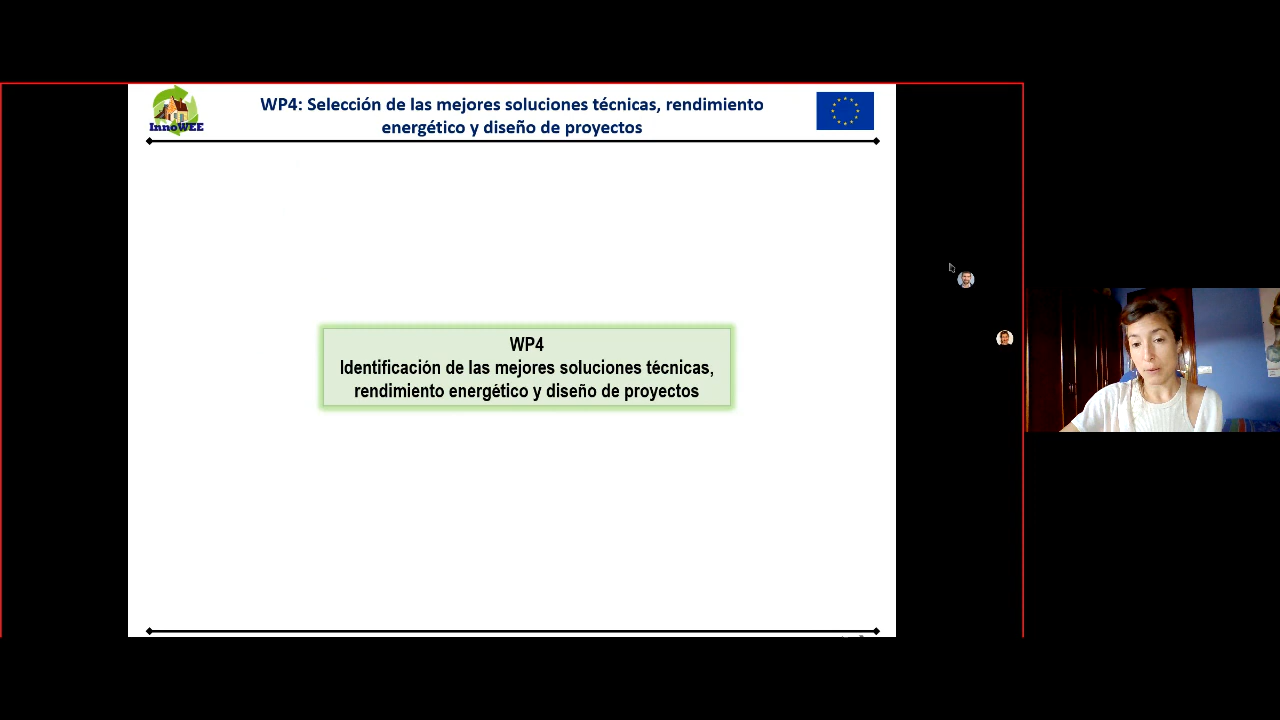 InnoWEE
WP4: Selección de las mejores soluciones técnicas, rendimiento
energético y diseño de proyectos
WP4
Identificación de las mejores soluciones técnicas,
rendimiento energético y diseño de proyectos